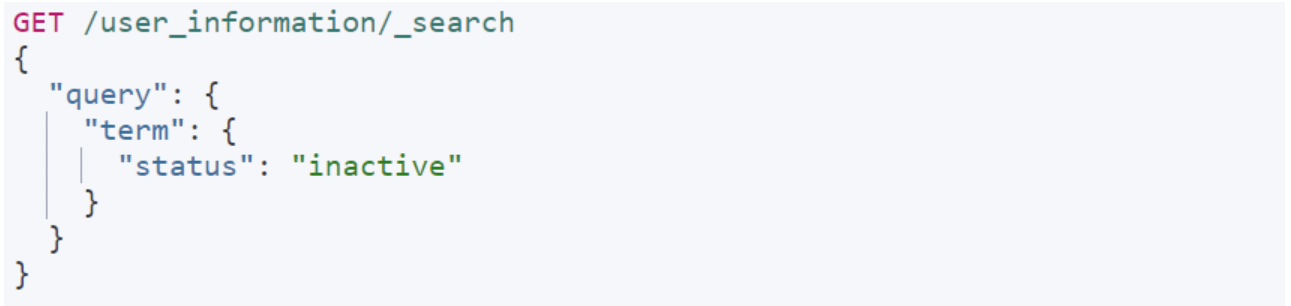 GET /user_information/_search
{
  "query": {
    "term": {
      "status": "inactive"
    }
  }
}